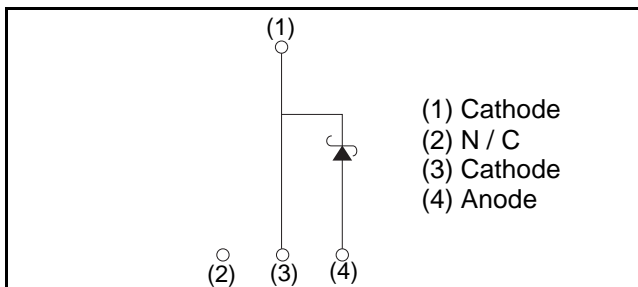 (1)
(1) Cathode
(2) N / C
(3) Cathode
(4) Anode
(2) (3) (4)